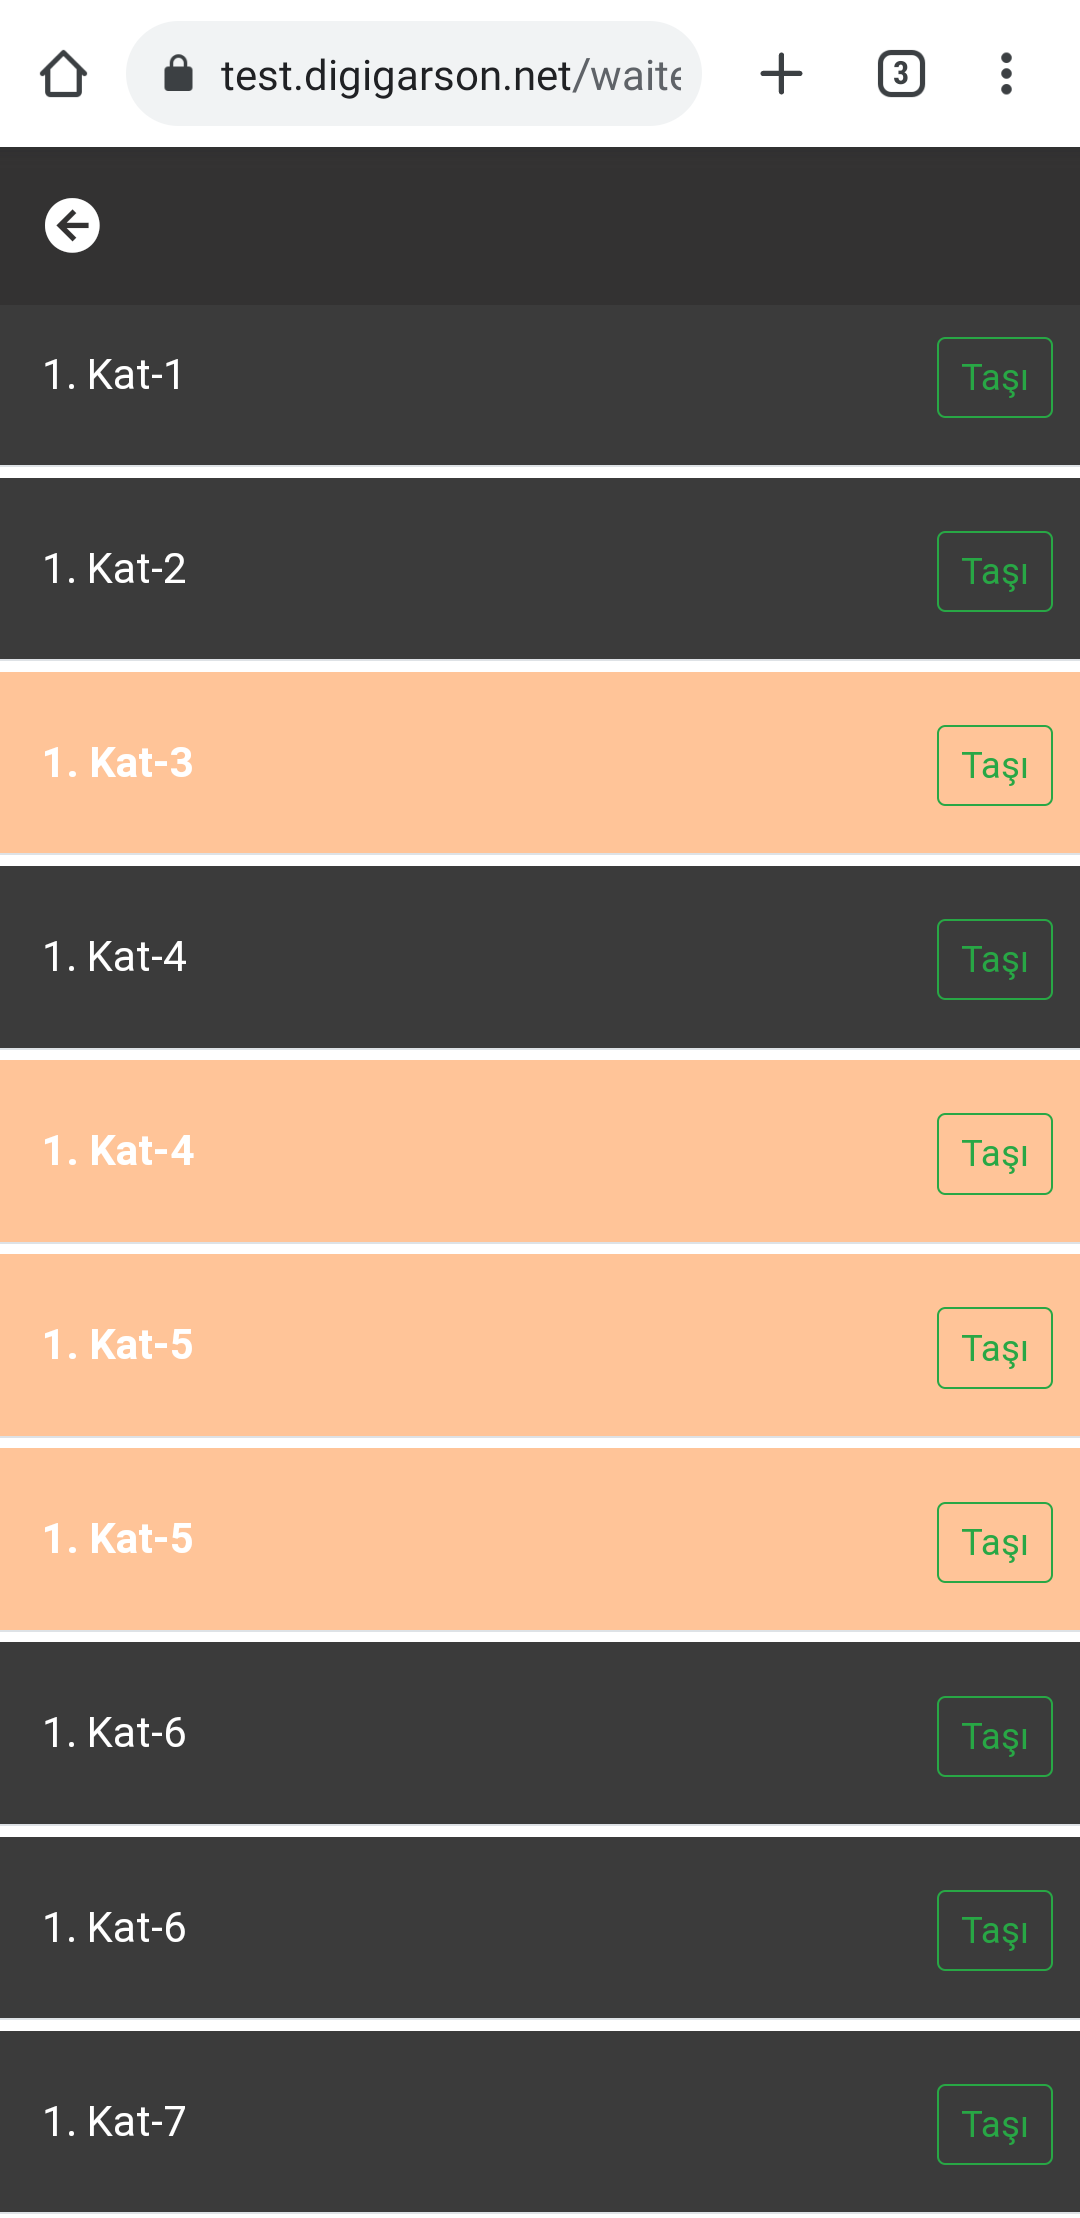 test.digigarson.net/waite
3
1. Kat-1
Taşı
1. Kat-2
Taşı
1. Kat-3
Taşı
1. Kat-4
Taşı
1. Kat-4
Taşı
1. Kat-5
Taşı
1. Kat-5
Taşı
1. Kat-6
Taşı
1. Kat-6
Taşı
1. Kat-7
Taşı